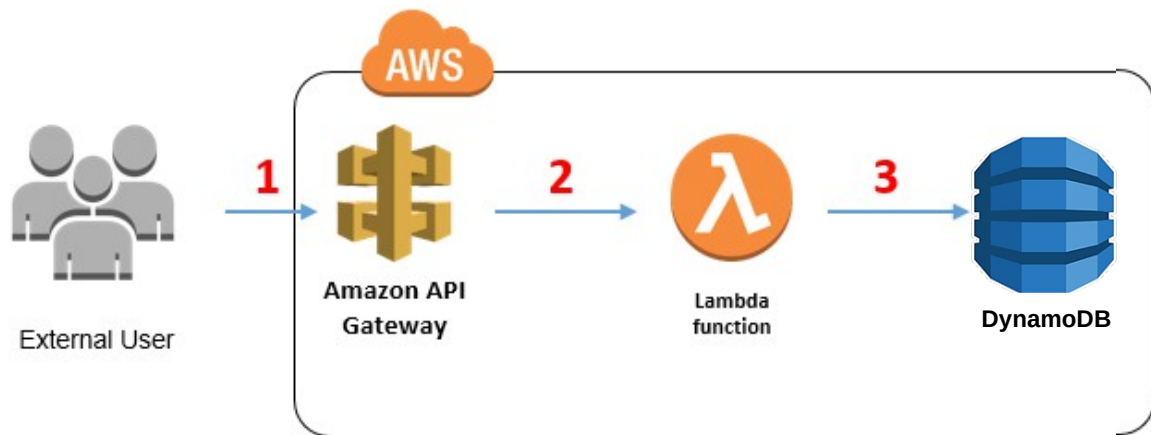 AWS
1
2
3
External User
Amazon API
Gateway
Lambda
function
DynamoDB